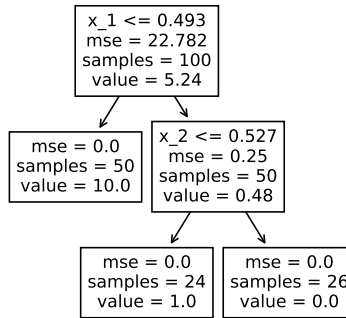 x_1 <= 0.493
mse = 22.782
samples = 100
value = 5.24
mse = 0.0
samples = 50
value = 10.0
x_2 <= 0.527
mse = 0.25
samples = 50
value = 0.48
mse = 0.0
samples = 24
value = 1.0
mse = 0.0
samples = 26
value = 0.0